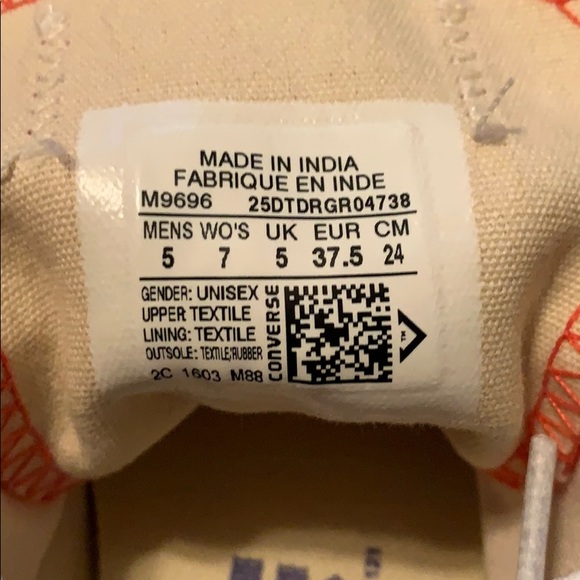 MADE IN INDIA
FABRIQUE EN INDE
M9696 25DTDRGR04738
MENS WO'S UK EUR CM
5 7 5 37.5 24
GENDER: UNISEX
UPPER TEXTILE
LINING: TEXTILE
OUTSOLE: TEXTILE/RUBBER
2C 1603 M88
CONVERSE